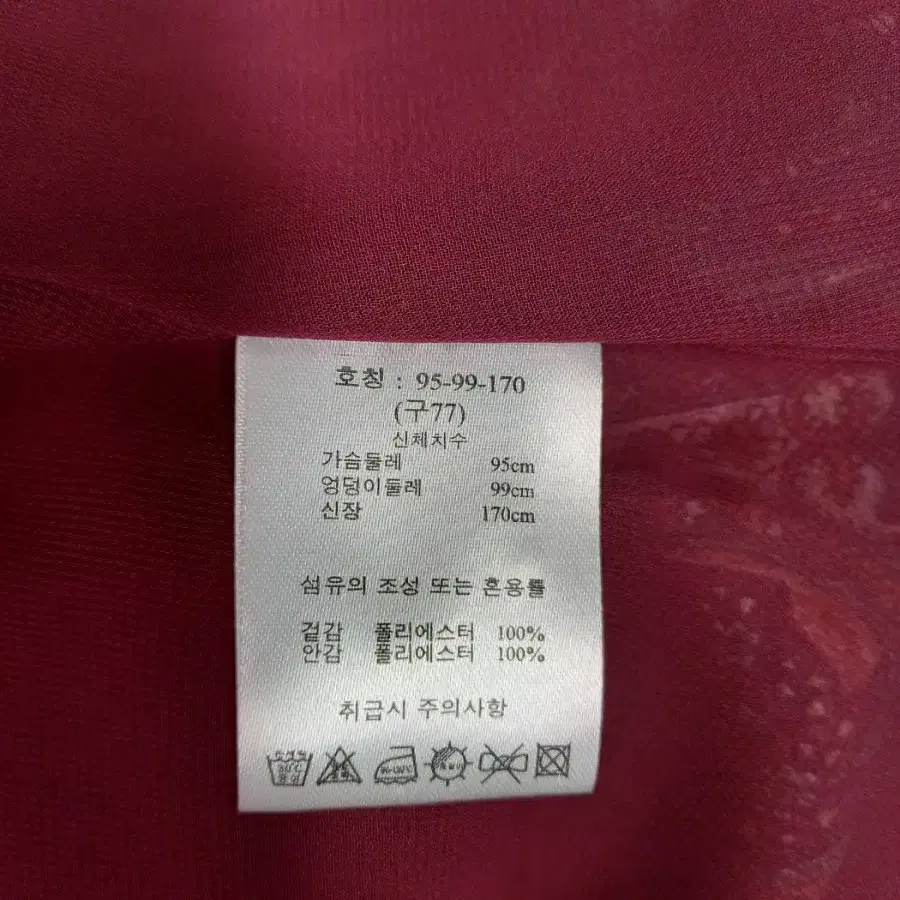 호칭 : 95-99-170
(구77)
신체치수
가슴둘레 95cm
엉덩이둘레 99cm
신장 170cm
섬유의 조성 또는 혼용률
겉감 폴리에스터 100%
안감 폴리에스터 100%
취급시 주의사항